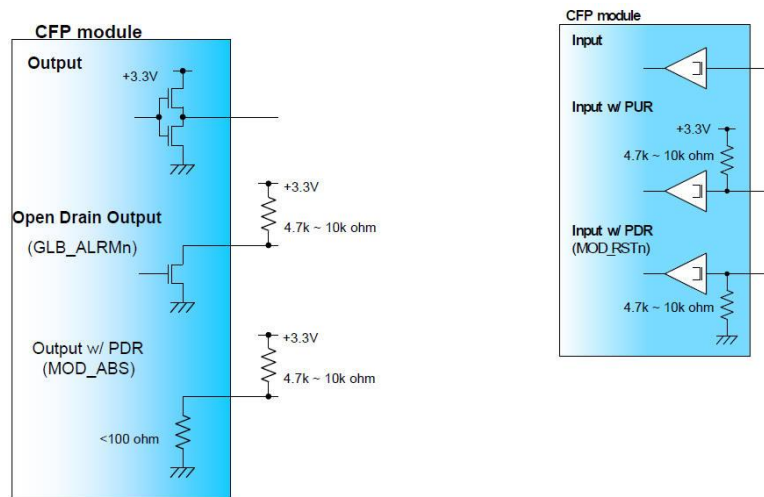 CFP module
Output
+3.3V
+3.3V
4.7k ~ 10k ohm
Open Drain Output
(GLB_ALRMn)
+3.3V
4.7k ~ 10k ohm
Output w/ PDR
(MOD_ABS)
<100 ohm
CFP module
Input
Input w/ PUR
+3.3V
4.7k ~ 10k ohm
Input w/ PDR
(MOD_RSTn)
4.7k ~ 10k ohm